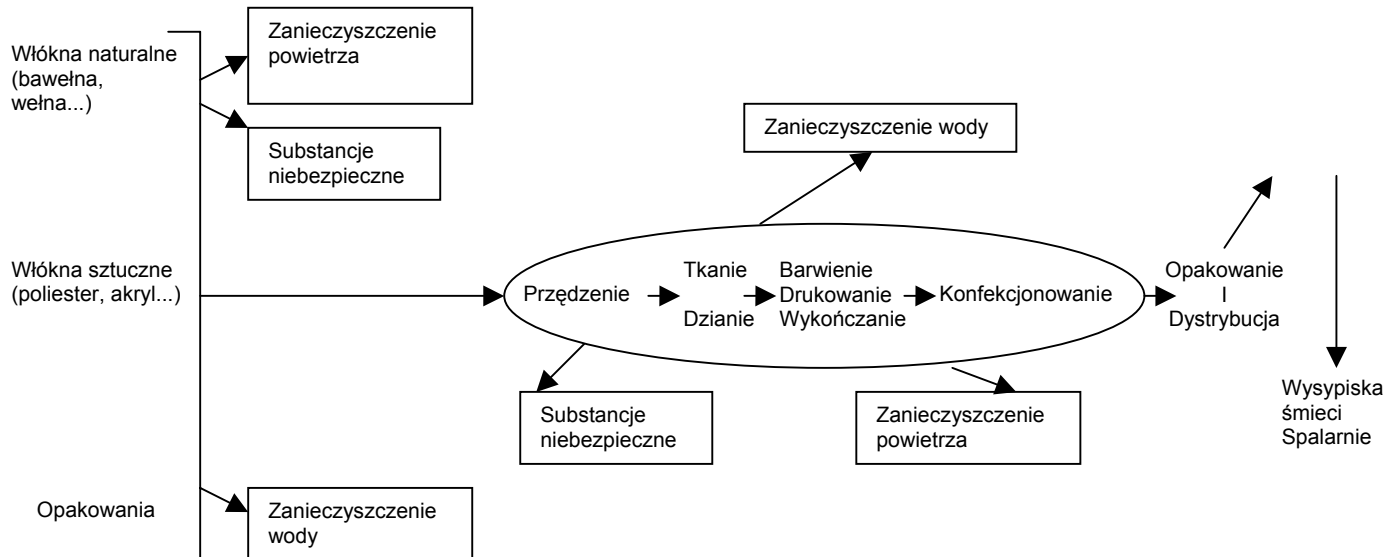 Włókna naturalne
(bawełna,
wełna...)
Zanieczyszczenie
powietrza
Substancje
niebezpieczne
Zanieczyszczenie wody
Włókna sztuczne
(poliester, akryl...)
Przędzenie
Tkanie
Dzianie
Barwienie
Drukowanie
Wykończanie
Konfekcjonowanie
Opakowanie
I
Dystrybucja
Substancje
niebezpieczne
Zanieczyszczenie
powietrza
Wysypiska
śmieci
Spalarnie
Opakowania
Zanieczyszczenie
wody